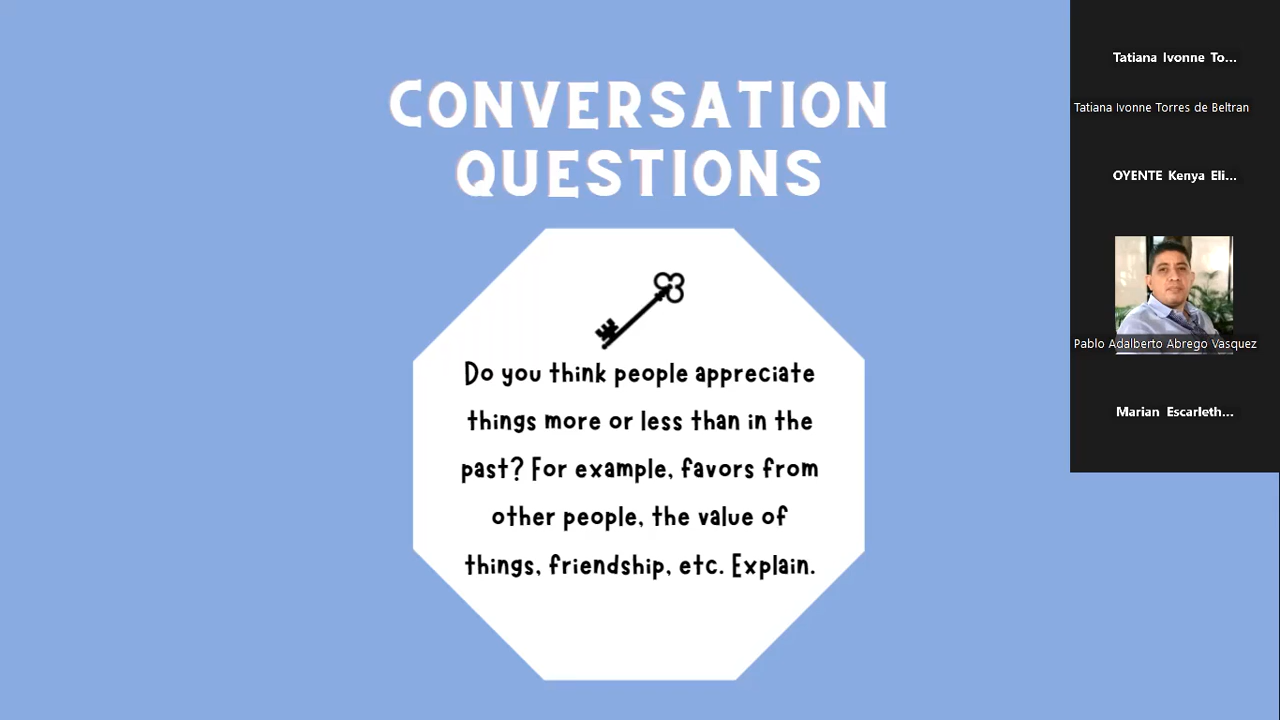 CONVERSATION
QUESTIONS
Do you think people appreciate
things more or less than in the
past? For example, favors from
other people, the value of
things, friendship, etc. Explain.
Tatiana Ivonne To...
Tatiana Ivonne Torres de Beltran
OYENTE Kenya Eli...
Pablo Adalberto Abrego Vasquez
Marian Escarleth...